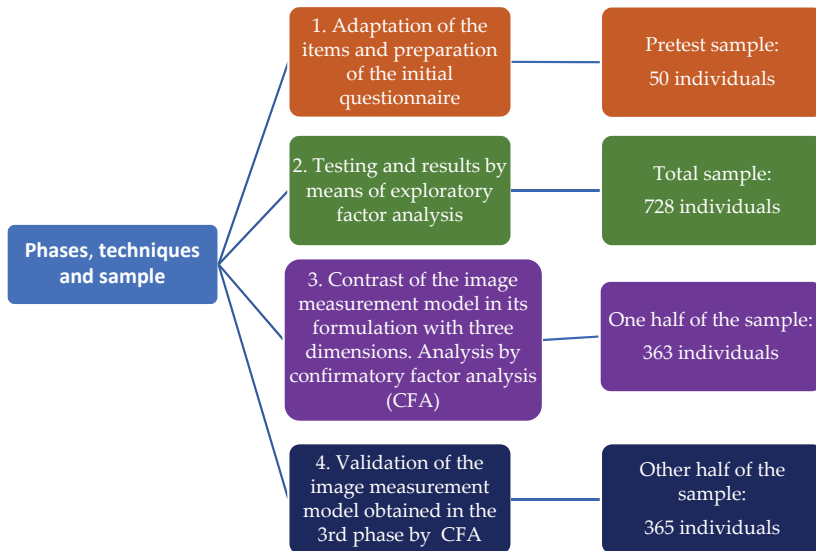 1. Adaptation of the
items and preparation
of the initial
questionnaire
Pretest sample:
50 individuals
2. Testing and results by
means of exploratory
factor analysis
Total sample:
728 individuals
Phases, techniques
and sample
3. Contrast of the image
measurement model in its
formulation with three
dimensions. Analysis by
confirmatory factor analysis
(CFA)
One half of the sample:
363 individuals
4. Validation of the
image measurement
model obtained in the
3rd phase by CFA
Other half of the
sample:
365 individuals